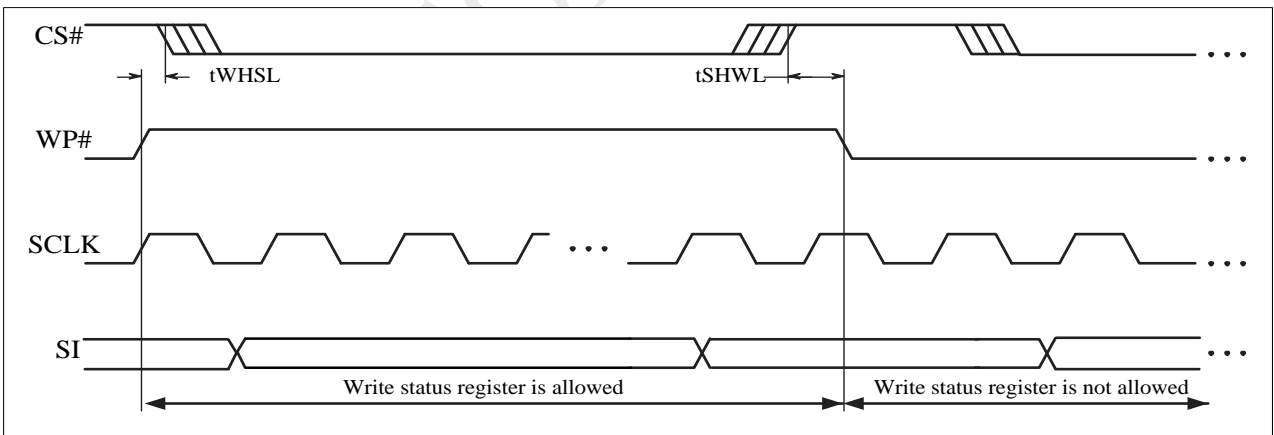 CS#
tWHSL tSHWL
WP#
SCLK
SI
Write status register is allowed Write status register is not allowed